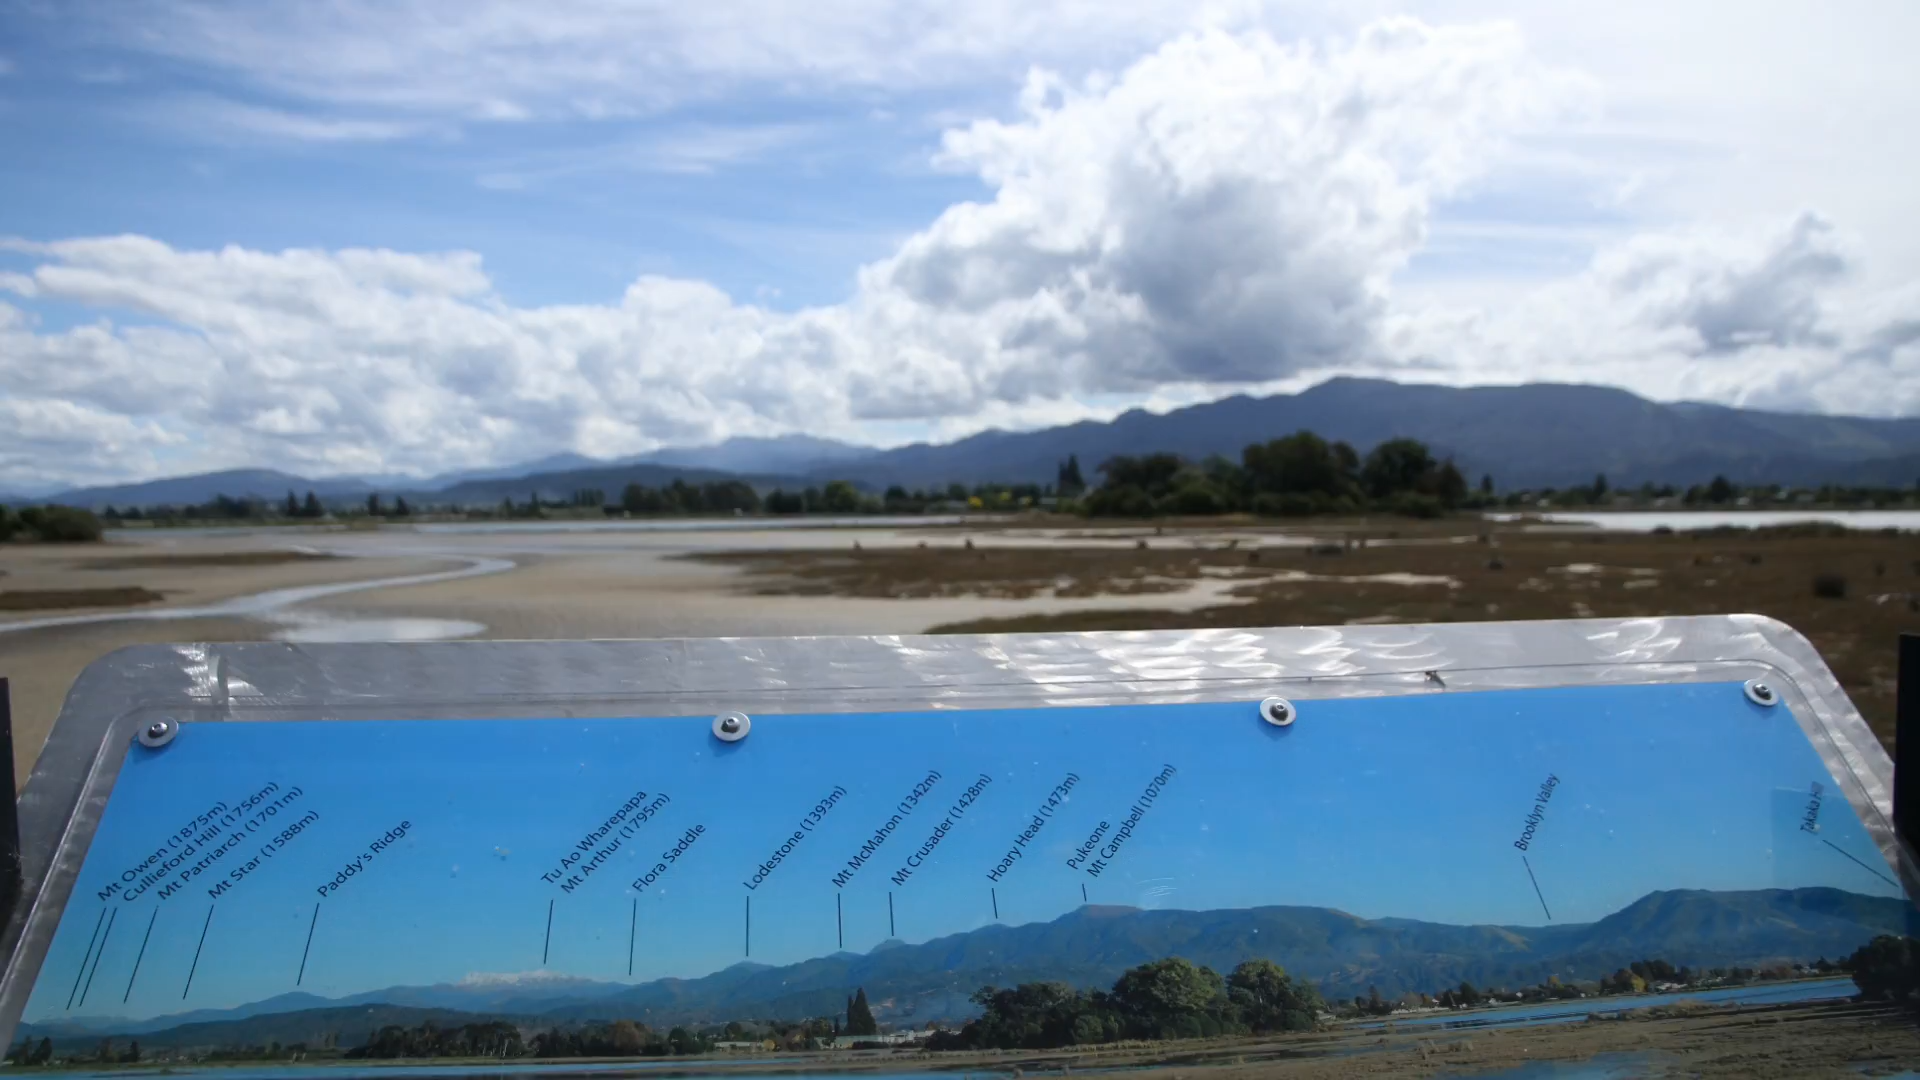 Mt Owen (1875m)
Cullieford Hill (1756m)
Mt Patriarch (1701m)
Mt Star (1588m)
Paddy's Ridge
Tu Ao Wharepapa
Mt Arthur (1795m)
Flora Saddle
Lodestone (1393m)
Mt McMahon (1342m)
Mt Crusader (1428m)
Hoary Head (1473m)
Pukeone
Mt Campbell (1070m)
Brooklyn Valley
Takaka Hill